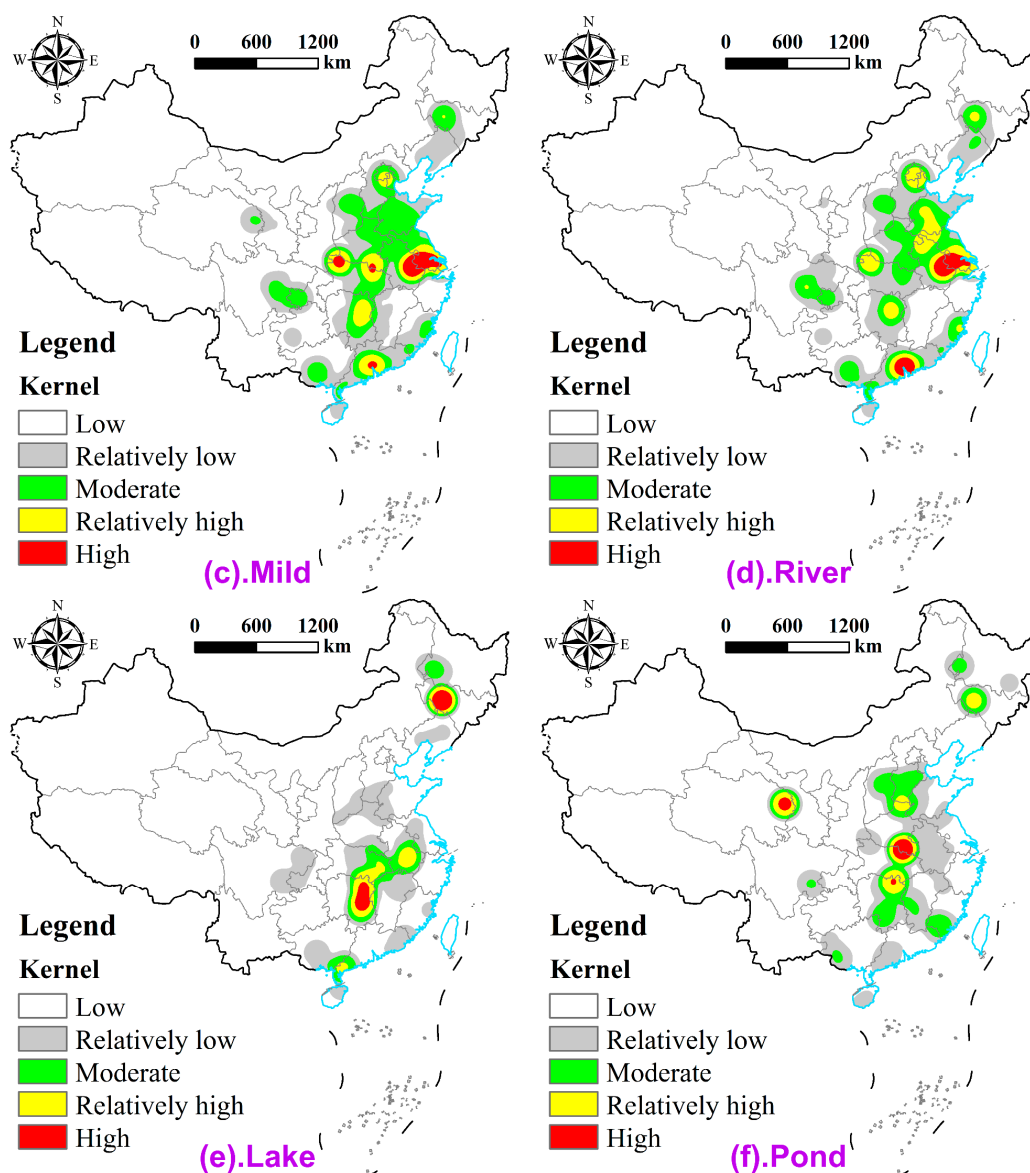 N
W E
S
0 600 1200
km
Legend
Kernel
Low
Relatively low
Moderate
Relatively high
High
(c).Mild
N
W E
S
0 600 1200
km
Legend
Kernel
Low
Relatively low
Moderate
Relatively high
High
(d).River
N
W E
S
0 600 1200
km
Legend
Kernel
Low
Relatively low
Moderate
Relatively high
High
(e).Lake
N
W E
S
0 600 1200
km
Legend
Kernel
Low
Relatively low
Moderate
Relatively high
High
(f).Pond